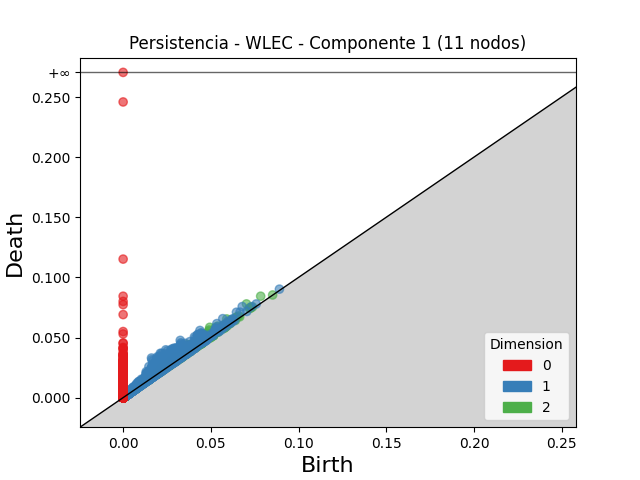 Persistencia - WLEC - Componente 1 (11 nodos)
+∞
0.250
0.200
0.150
0.100
0.050
0.000
Death
Dimension
0
1
2
0.00 0.05 0.10 0.15 0.20 0.25
Birth